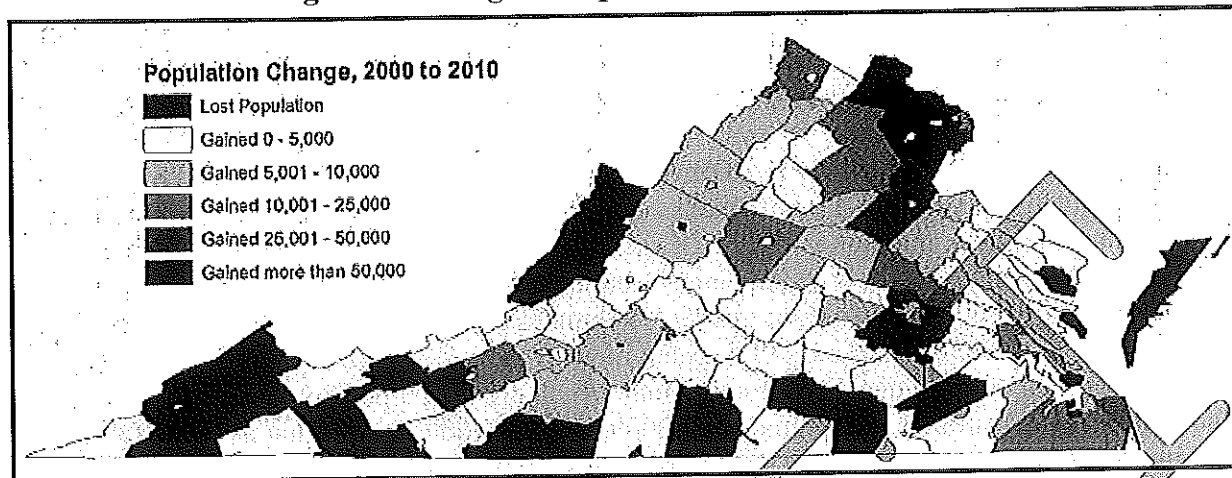 Population Change, 2000 to 2010
Lost Population
Gained 0 - 5,000
Gained 5,001 - 10,000
Gained 10,001 - 25,000
Gained 25,001 - 50,000
Gained more than 50,000